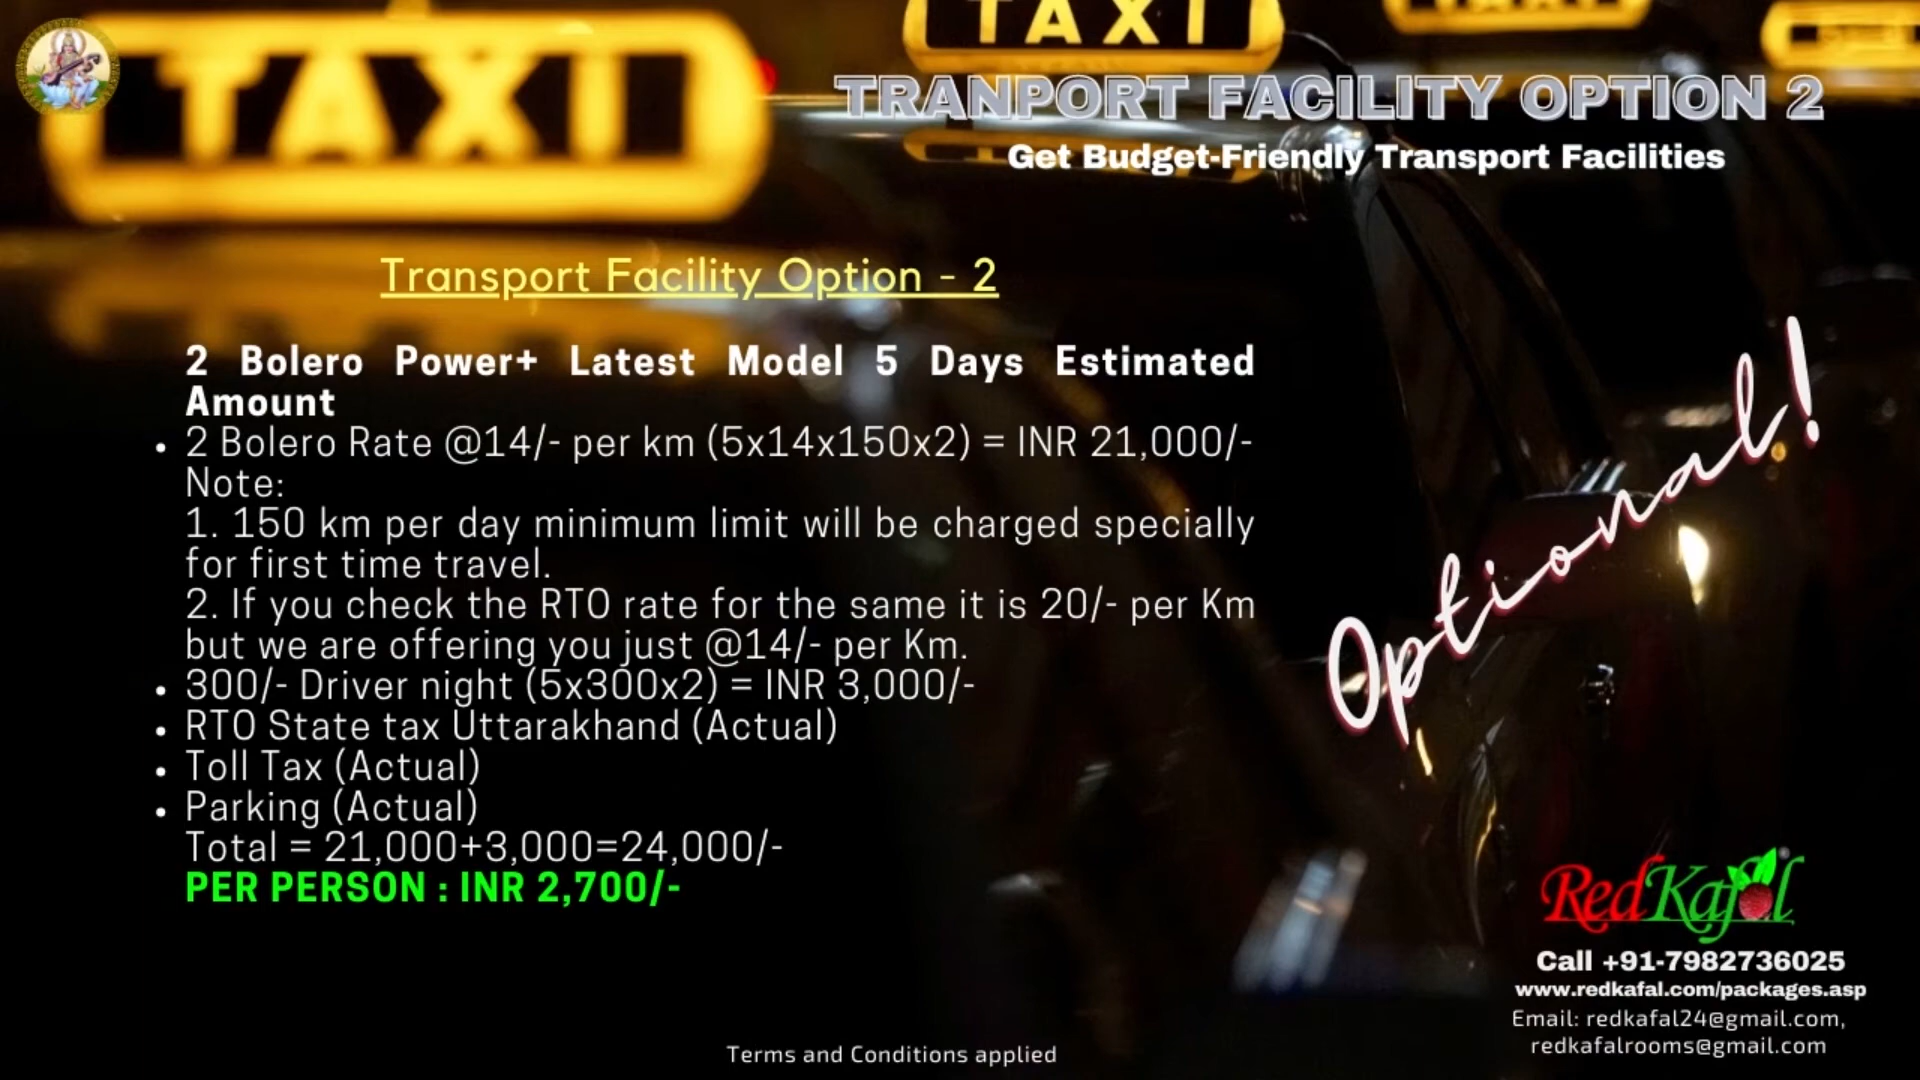 TAXI
TAXI
TRANPORT FACILITY OPTION 2
Get Budget-Friendly Transport Facilities
Transport Facility Option - 2
2 Bolero Power+ Latest Model 5 Days Estimated
Amount
• 2 Bolero Rate @14/- per km (5x14x150x2) = INR 21,000/-
Note:
1. 150 km per day minimum limit will be charged specially
for first time travel.
2. If you check the RTO rate for the same it is 20/- per Km
but we are offering you just @14/- per Km.
• 300/- Driver night (5x300x2) = INR 3,000/-
• RTO State tax Uttarakhand (Actual)
• Toll Tax (Actual)
• Parking (Actual)
Total = 21,000+3,000=24,000/-
PER PERSON : INR 2,700/-
Optional!
RedKafal
Call +91-7982736025
www.redkafal.com/packages.asp
Email: redkafal24@gmail.com,
redkafalrooms@gmail.com
Terms and Conditions applied